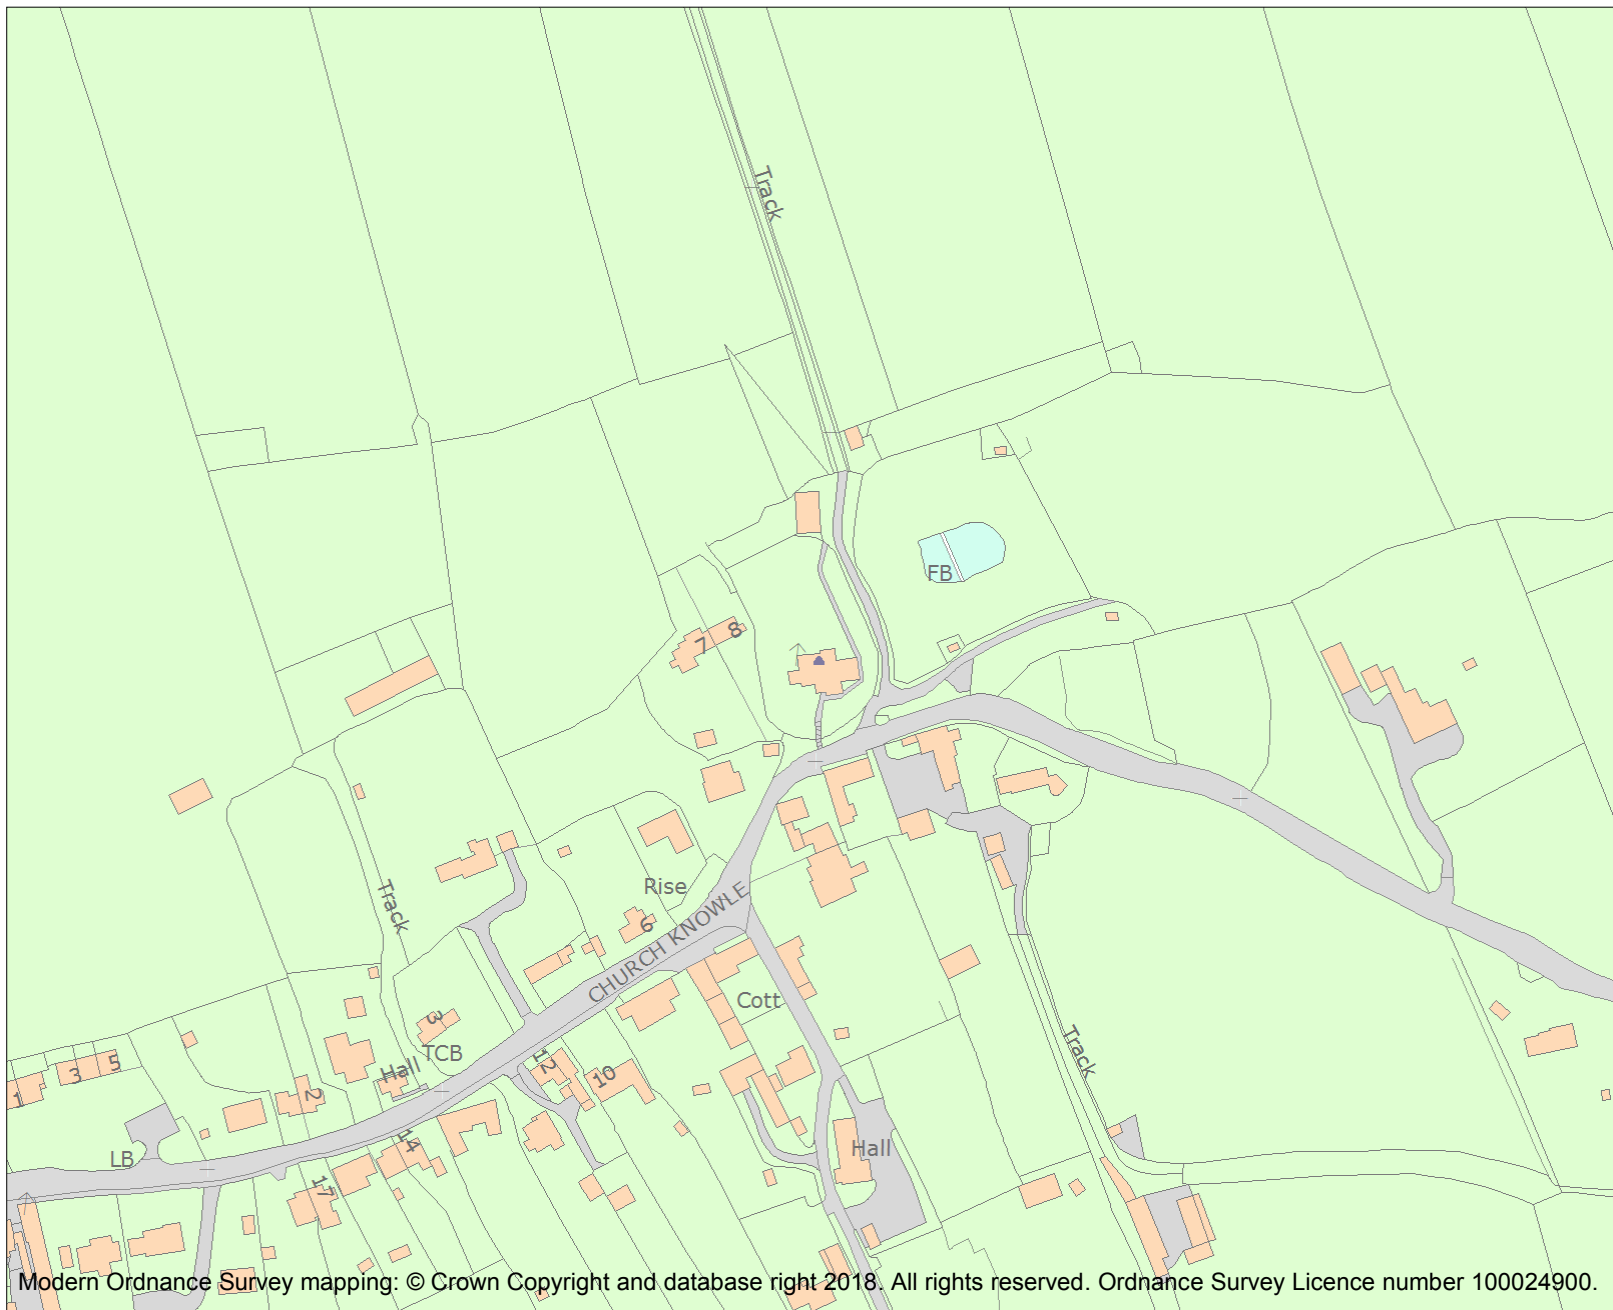 Track
FB
8
7
Rise
Track
6
CHURCH KNOWLE
Cott
3
TCB
Hall
12
10
Track
5
3
1
2
14
Hall
LB
17
Modern Ordnance Survey mapping: © Crown Copyright and database right 2018. All rights reserved. Ordnance Survey Licence number 100024900.